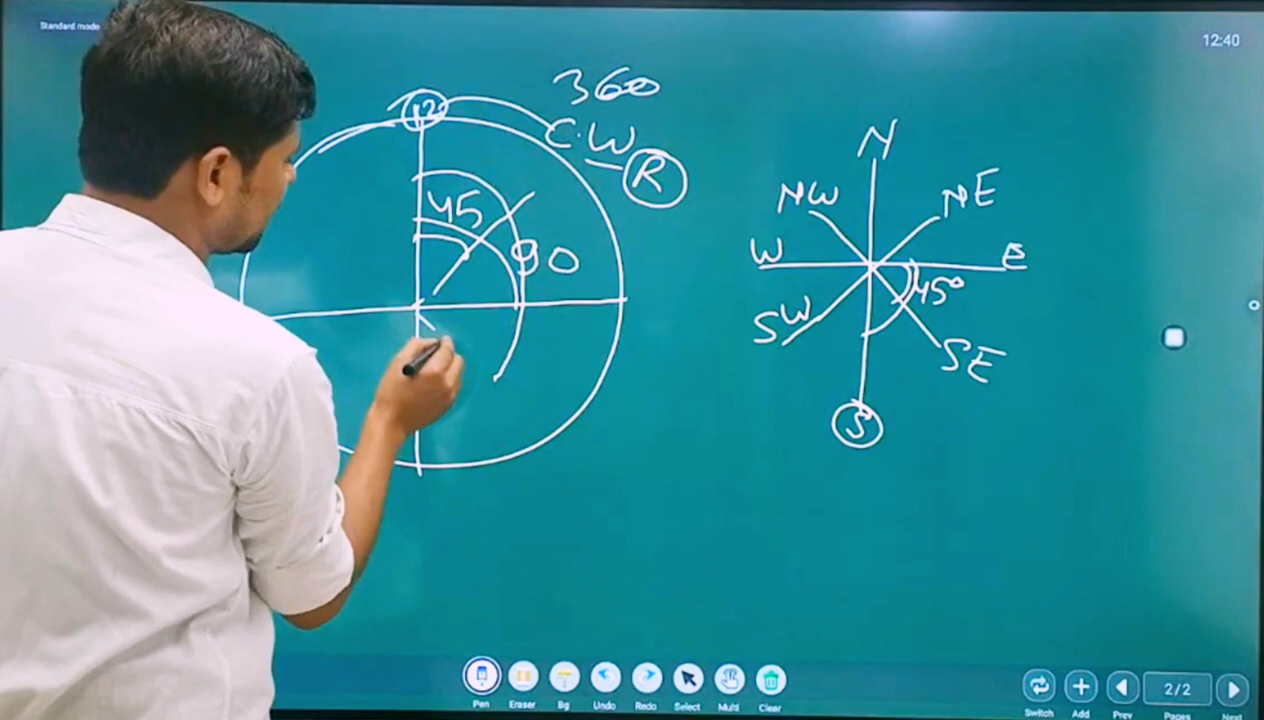 Standard mode
12:40
360
12
C.W
R
45
90
N
NW
NE
W
E
45°
SW
SE
S
Pen Eraser Bg Undo Redo Select Multi Clear
2/2
Switch Add Prev Pages Next